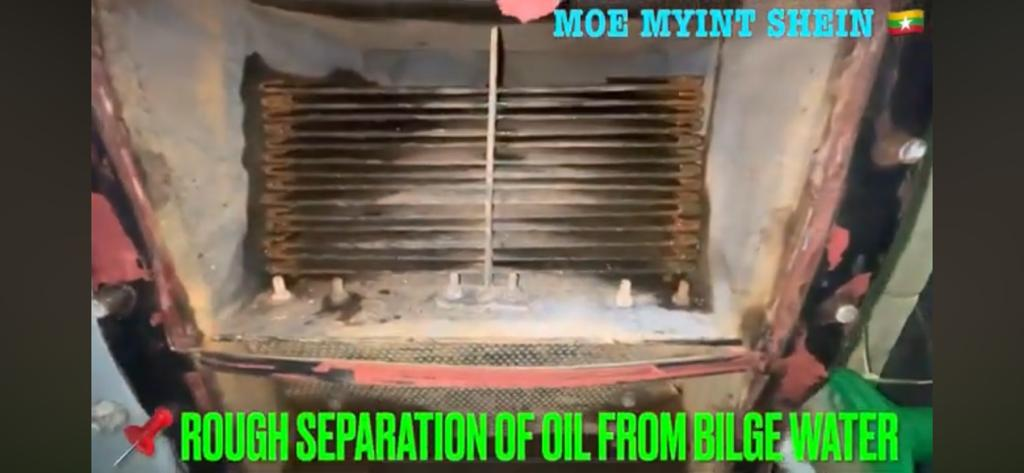 MOE MYINT SHEIN
ROUGH SEPARATION OF OIL FROM BILGE WATER